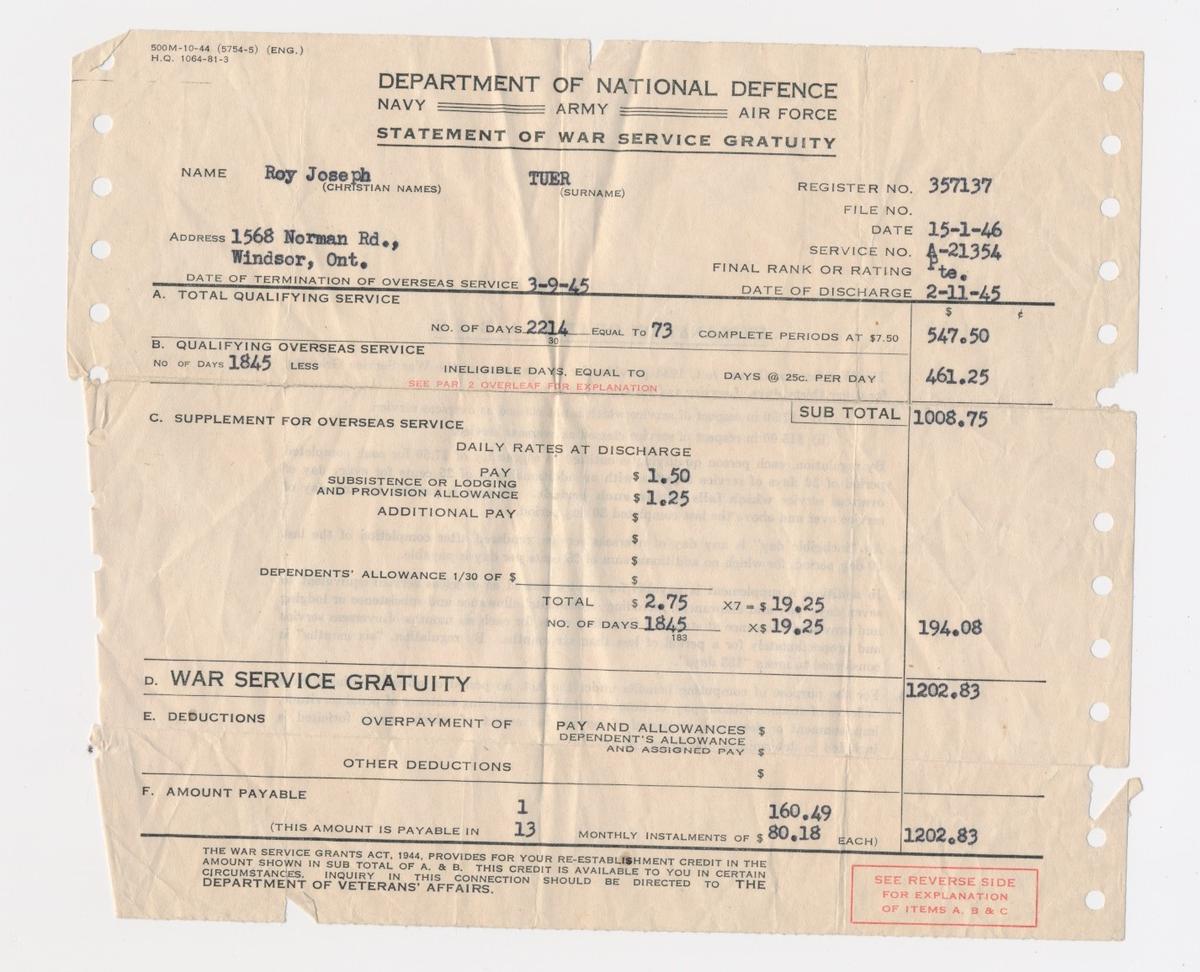 500M-10-44 (5754-5) (ENG.)
H.Q. 1064-81-3
DEPARTMENT OF NATIONAL DEFENCE
NAVY ARMY AIR FORCE
STATEMENT OF WAR SERVICE GRATUITY
NAME Roy Joseph TUER
(CHRISTIAN NAMES) (SURNAME)
REGISTER NO. 357137
FILE NO.
DATE 15-1-46
ADDRESS 1568 Norman Rd.,
Windsor, Ont.
SERVICE NO. A-21354
FINAL RANK OR RATING Pte.
DATE OF TERMINATION OF OVERSEAS SERVICE 3-9-45
DATE OF DISCHARGE 2-11-45
A. TOTAL QUALIFYING SERVICE
$ ¢
NO. OF DAYS 2214 EQUAL TO 73 COMPLETE PERIODS AT $7.50 547.50
30
B. QUALIFYING OVERSEAS SERVICE
NO OF DAYS 1845 LESS INELIGIBLE DAYS, EQUAL TO DAYS @ 25c. PER DAY 461.25
SEE PAR 2 OVERLEAF FOR EXPLANATION
SUB TOTAL 1008.75
C. SUPPLEMENT FOR OVERSEAS SERVICE
DAILY RATES AT DISCHARGE
PAY $ 1.50
SUBSISTENCE OR LODGING
AND PROVISION ALLOWANCE $ 1.25
ADDITIONAL PAY $
$
$
DEPENDENTS' ALLOWANCE 1/30 OF $ $
TOTAL $ 2.75 X7 = $ 19.25
NO. OF DAYS 1845 X$ 19.25 194.08
183
D. WAR SERVICE GRATUITY 1202.83
E. DEDUCTIONS OVERPAYMENT OF PAY AND ALLOWANCES $
DEPENDENT'S ALLOWANCE
AND ASSIGNED PAY $
OTHER DEDUCTIONS $
F. AMOUNT PAYABLE
1 160.49
(THIS AMOUNT IS PAYABLE IN 13 MONTHLY INSTALMENTS OF $ 80.18 EACH) 1202.83
THE WAR SERVICE GRANTS ACT, 1944, PROVIDES FOR YOUR RE-ESTABLISHMENT CREDIT IN THE
AMOUNT SHOWN IN SUB TOTAL OF A. & B. THIS CREDIT IS AVAILABLE TO YOU IN CERTAIN
CIRCUMSTANCES. INQUIRY IN THIS CONNECTION SHOULD BE DIRECTED TO THE
DEPARTMENT OF VETERANS' AFFAIRS.
SEE REVERSE SIDE
FOR EXPLANATION
OF ITEMS A, B & C